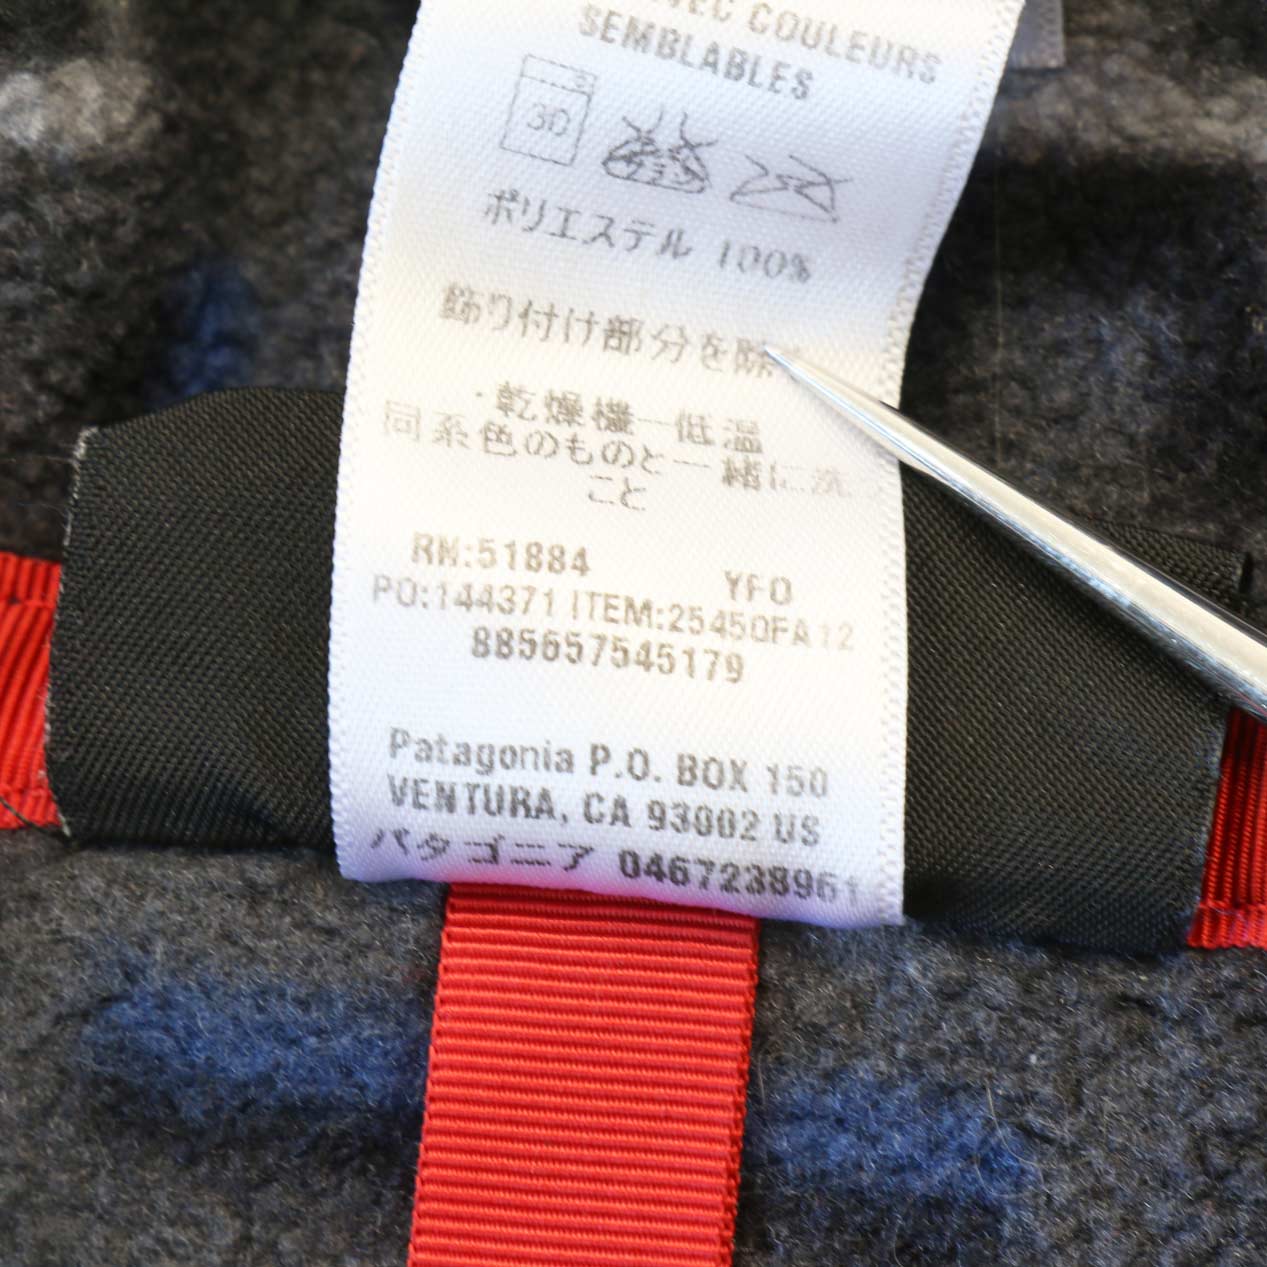 COULEURS
SEMBLABLES
30
ポリエステル 100%
飾り付け部分を除
・乾燥機―低温
同系色のものと一緒に洗
こと
RN:51884
YFO
PO:144371 ITEM:25450FA12
885657545179
Patagonia P.O. BOX 150
VENTURA, CA 93002 US
パタゴニア 0467238961